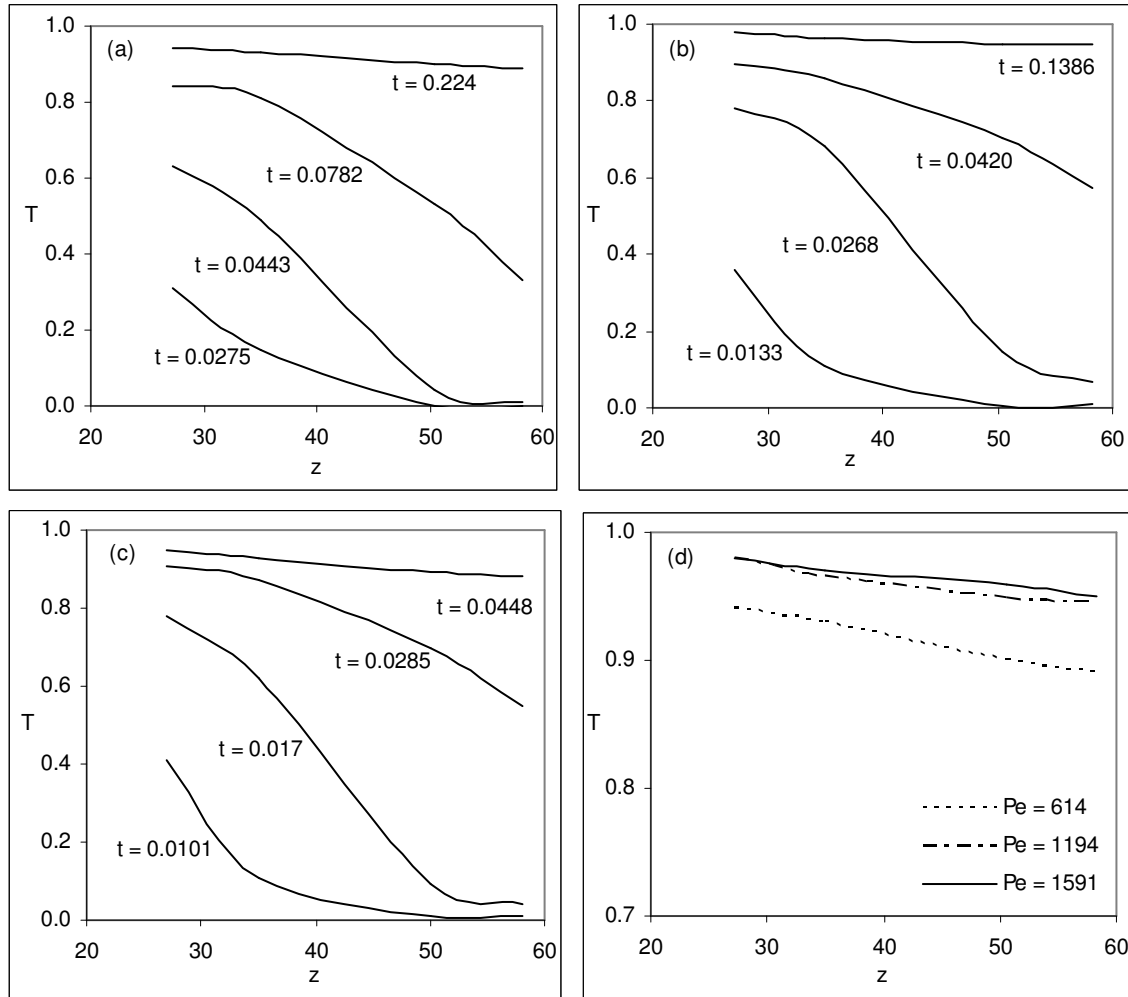 1.0
(a)
t = 0.224
0.8
t = 0.0782
0.6
T
0.4
t = 0.0443
0.2
t = 0.0275
0.0
20 30 40 50 60
z
1.0
(b)
t = 0.1386
0.8
t = 0.0420
0.6
T
0.4
t = 0.0268
0.2
t = 0.0133
0.0
20 30 40 50 60
z
1.0
(c)
0.8
t = 0.0448
t = 0.0285
0.6
T
0.4
t = 0.017
0.2
t = 0.0101
0.0
20 30 40 50 60
z
1.0
(d)
0.9
T
0.8
Pe = 614
Pe = 1194
Pe = 1591
0.7
20 30 40 50 60
z